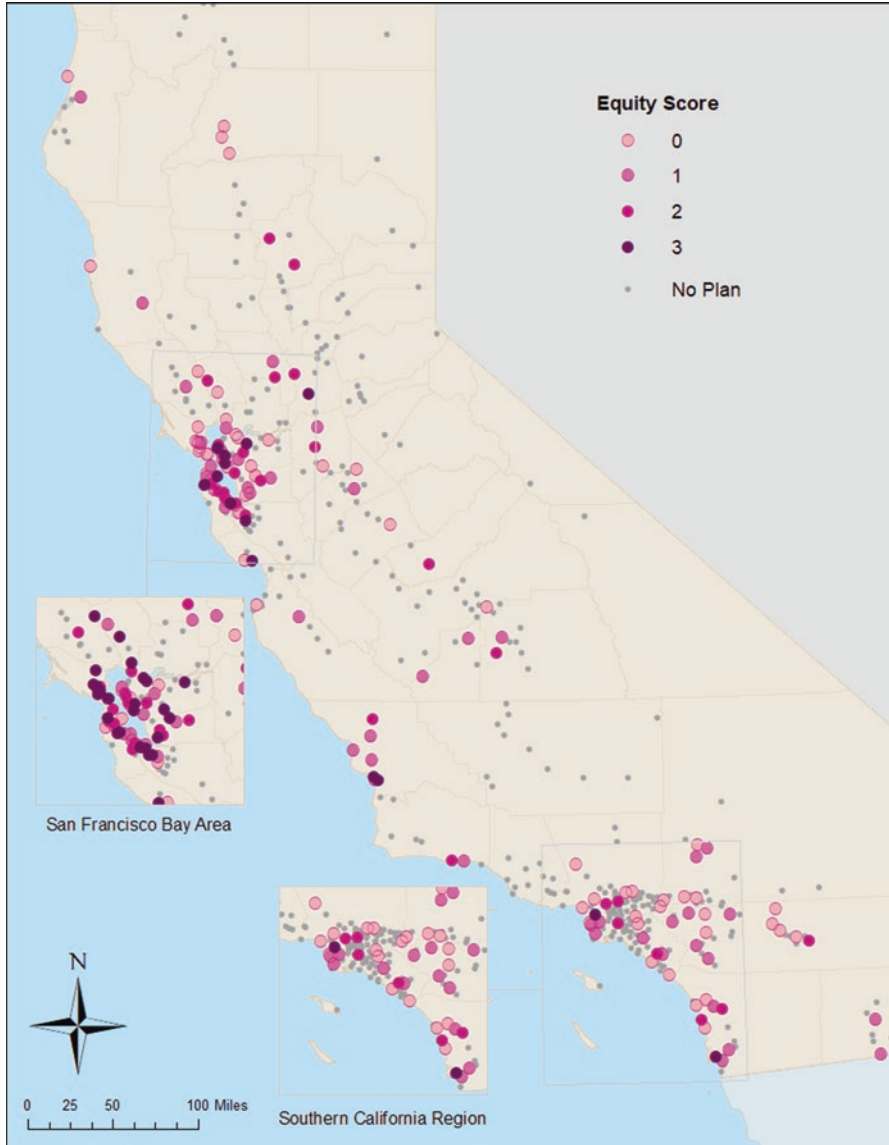 Equity Score
0
1
2
3
No Plan
San Francisco Bay Area
N
0 25 50 100 Miles
Southern California Region